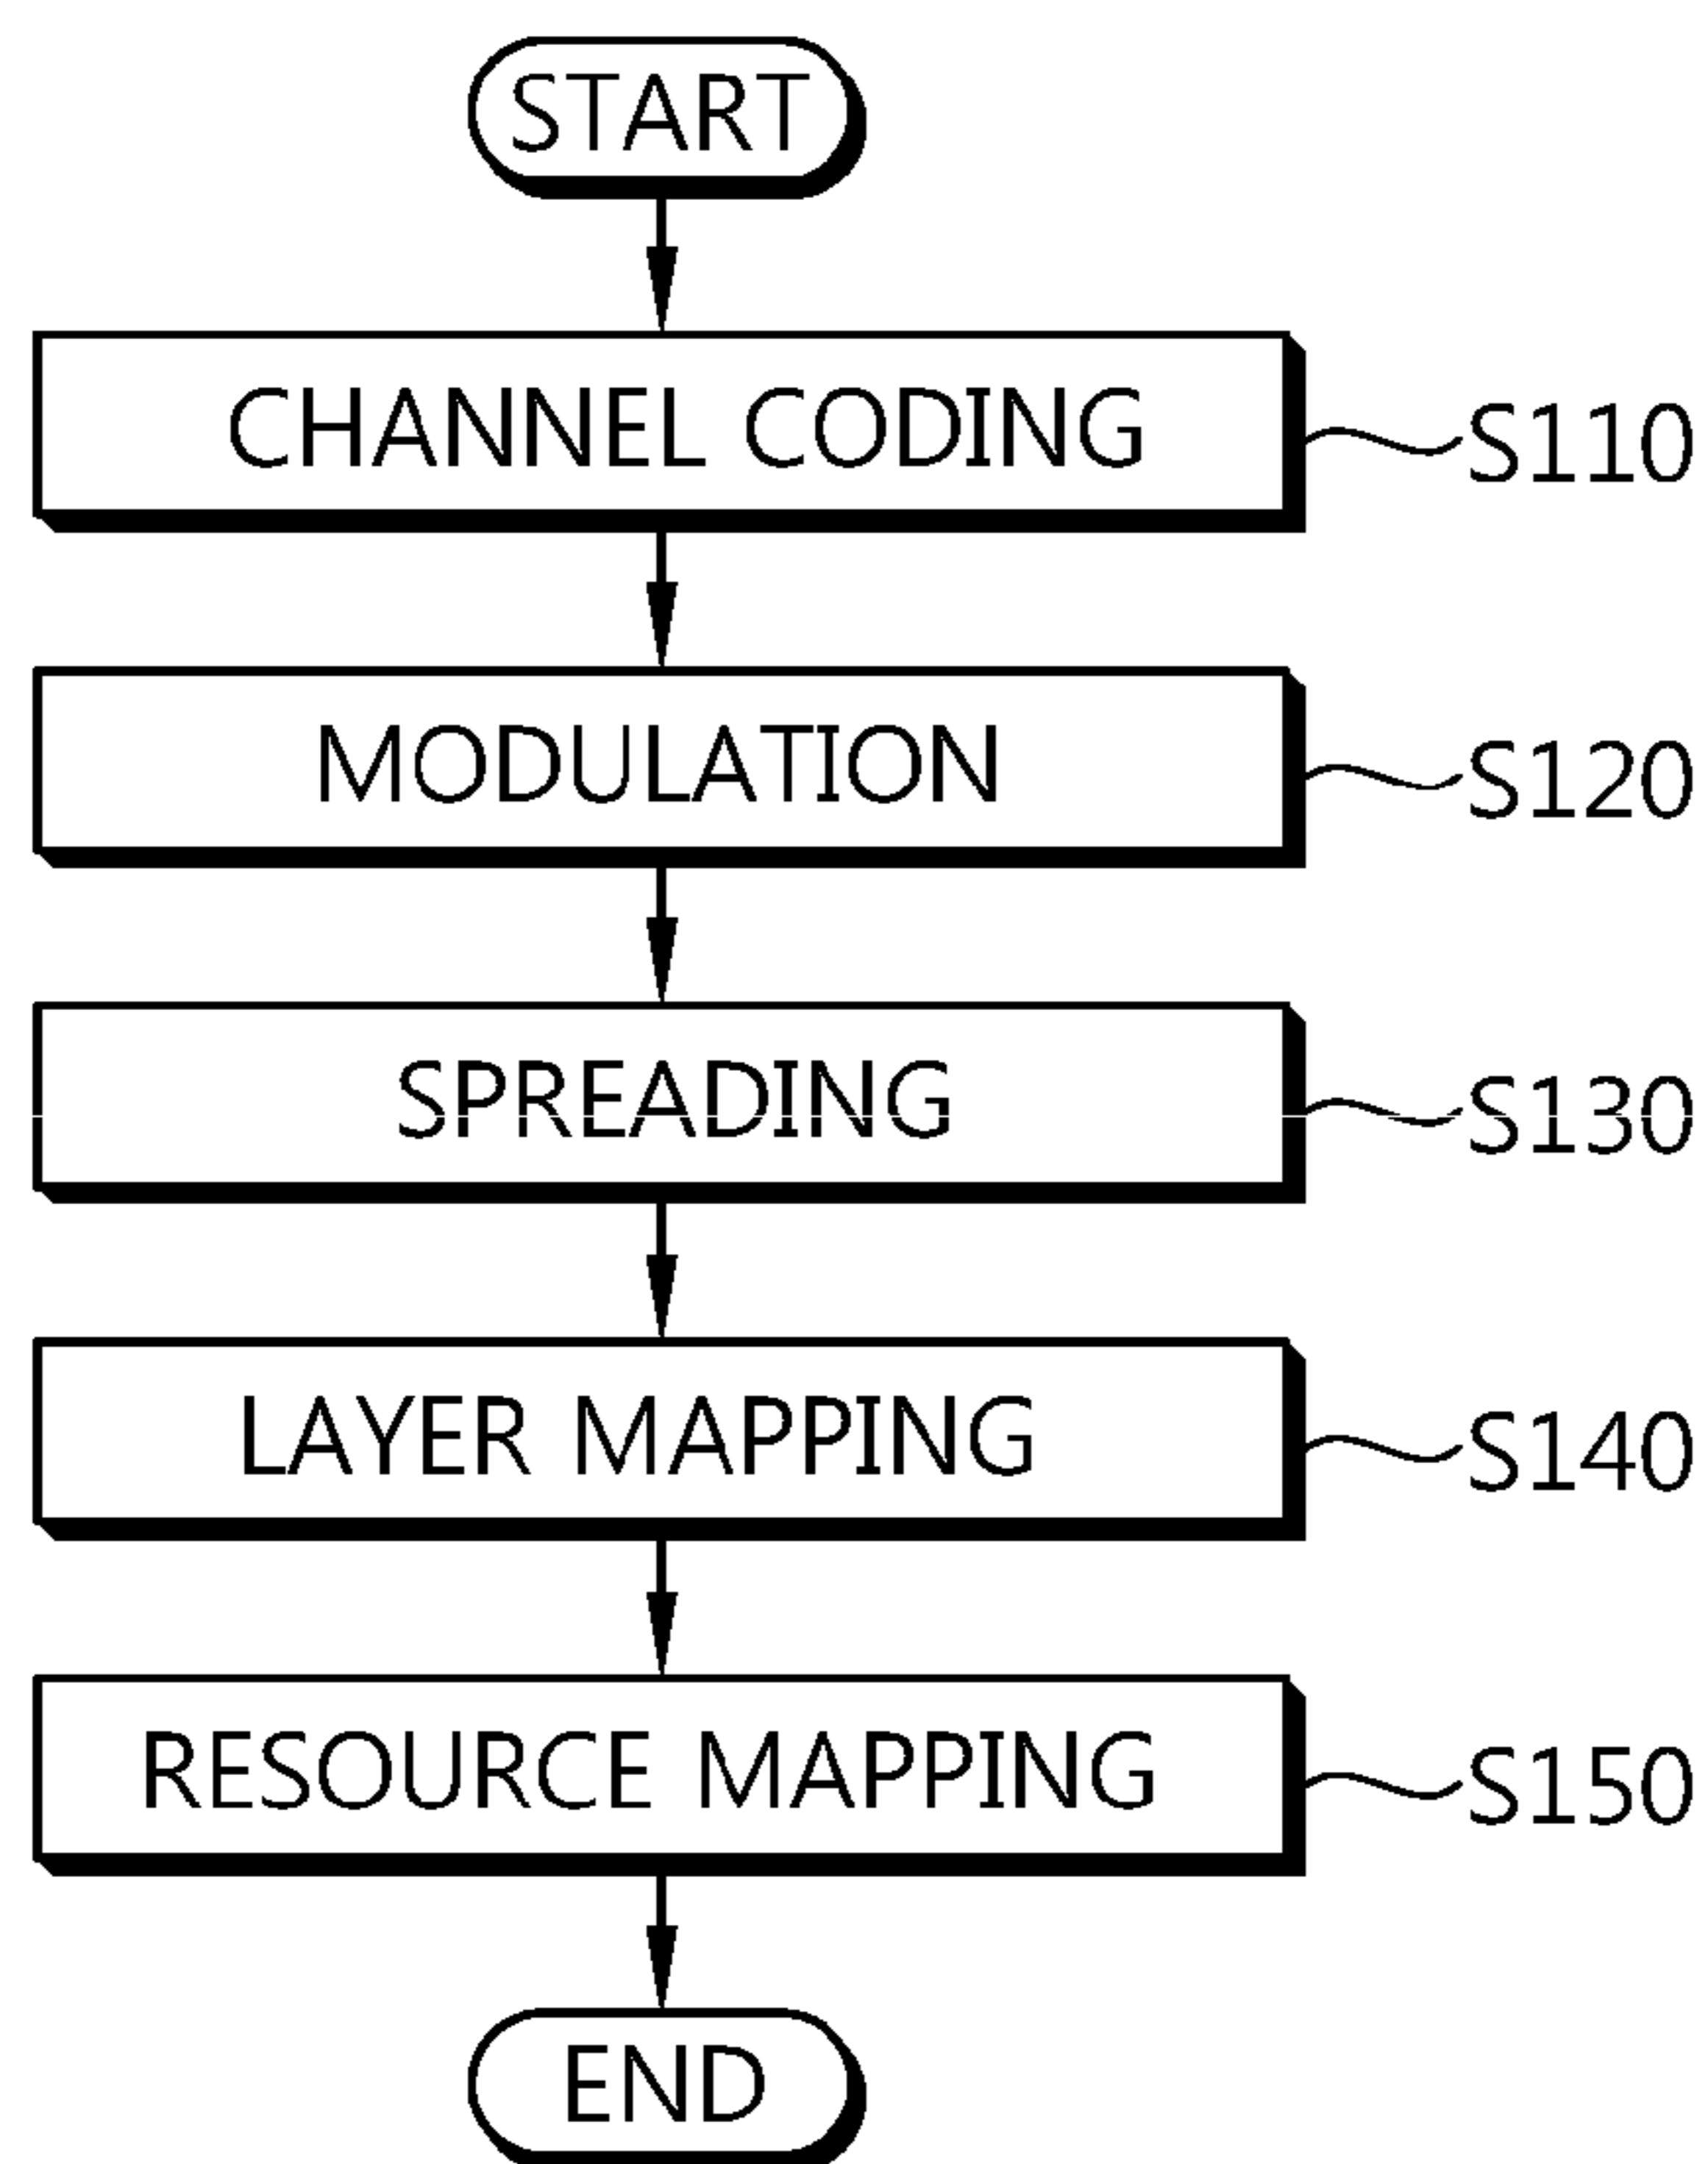 START
CHANNEL CODING
S110
MODULATION
S120
SPREADING
S130
LAYER MAPPING
S140
RESOURCE MAPPING
S150
END